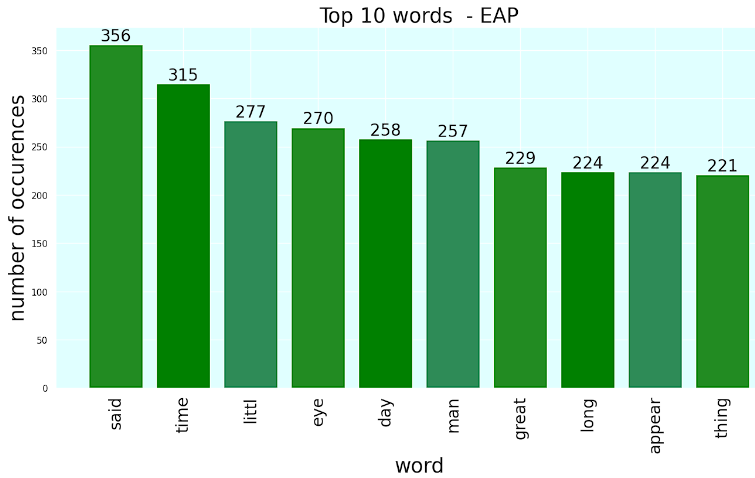 Top 10 words - EAP
number of occurences
350
300
250
200
150
100
50
0
356
315
277
270
258
257
229
224
224
221
said
time
littl
eye
day
man
great
long
appear
thing
word